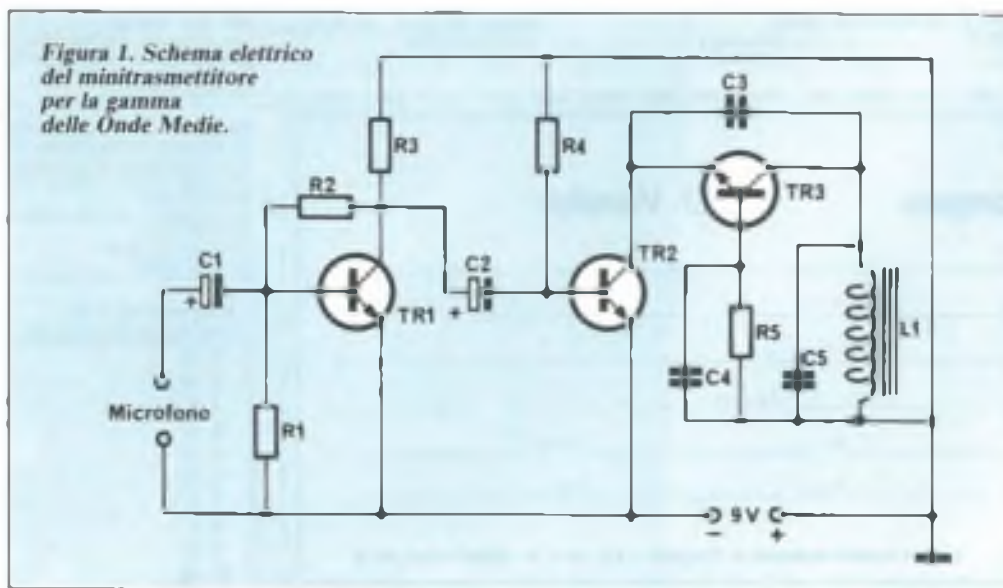 Figura 1. Schema elettrico
del minitrasmettitore
per la gamma
delle Onde Medie.
C3
R3
R4
TR3
R2
C1
+
TR1
C2
+
TR2
R5
C4
C5
L1
Microfono
R1
9 V
- +